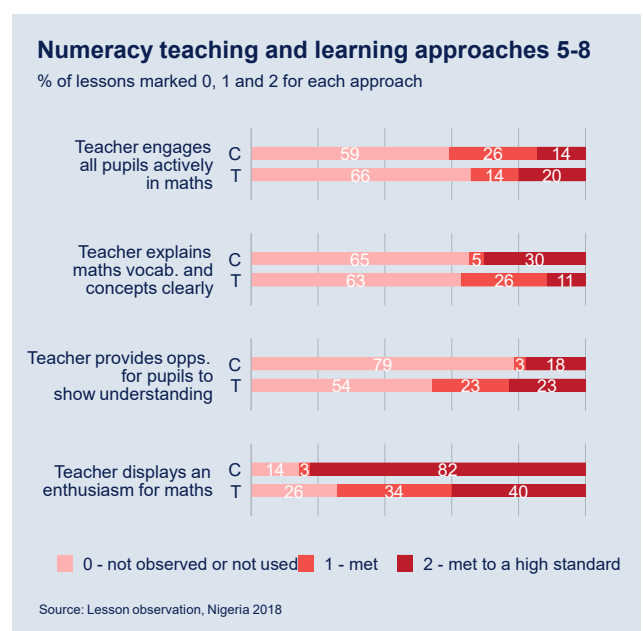 Numeracy teaching and learning approaches 5-8
% of lessons marked 0, 1 and 2 for each approach
Teacher engages
all pupils actively
in maths
C 59 26 14
T 66 14 20
Teacher explains
maths vocab. and
concepts clearly
C 65 5 30
T 63 26 11
Teacher provides opps.
for pupils to
show understanding
C 79 3 18
T 54 23 23
Teacher displays an
enthusiasm for maths
C 14 3 82
T 26 34 40
0 - not observed or not used 1 - met 2 - met to a high standard
Source: Lesson observation, Nigeria 2018